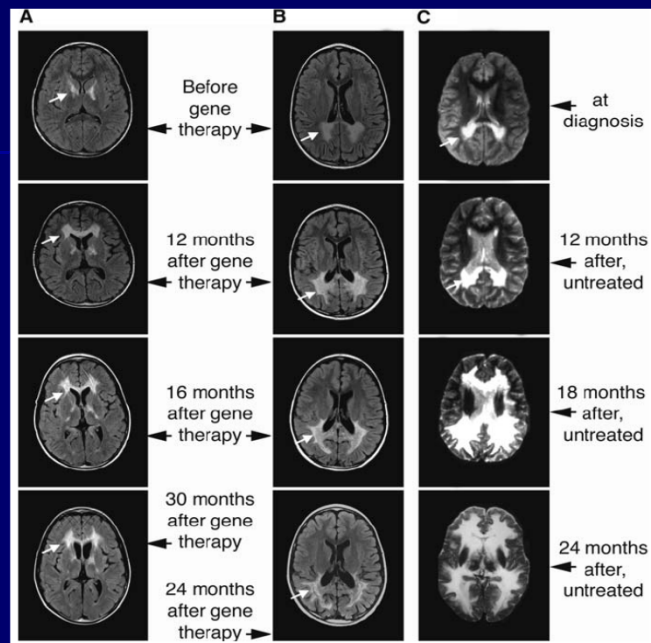 A
B
C
Before
gene
therapy
at
diagnosis
12 months
after gene
therapy
12 months
after,
untreated
16 months
after gene
therapy
18 months
after,
untreated
30 months
after gene
therapy
24 months
after gene
therapy
24 months
after,
untreated